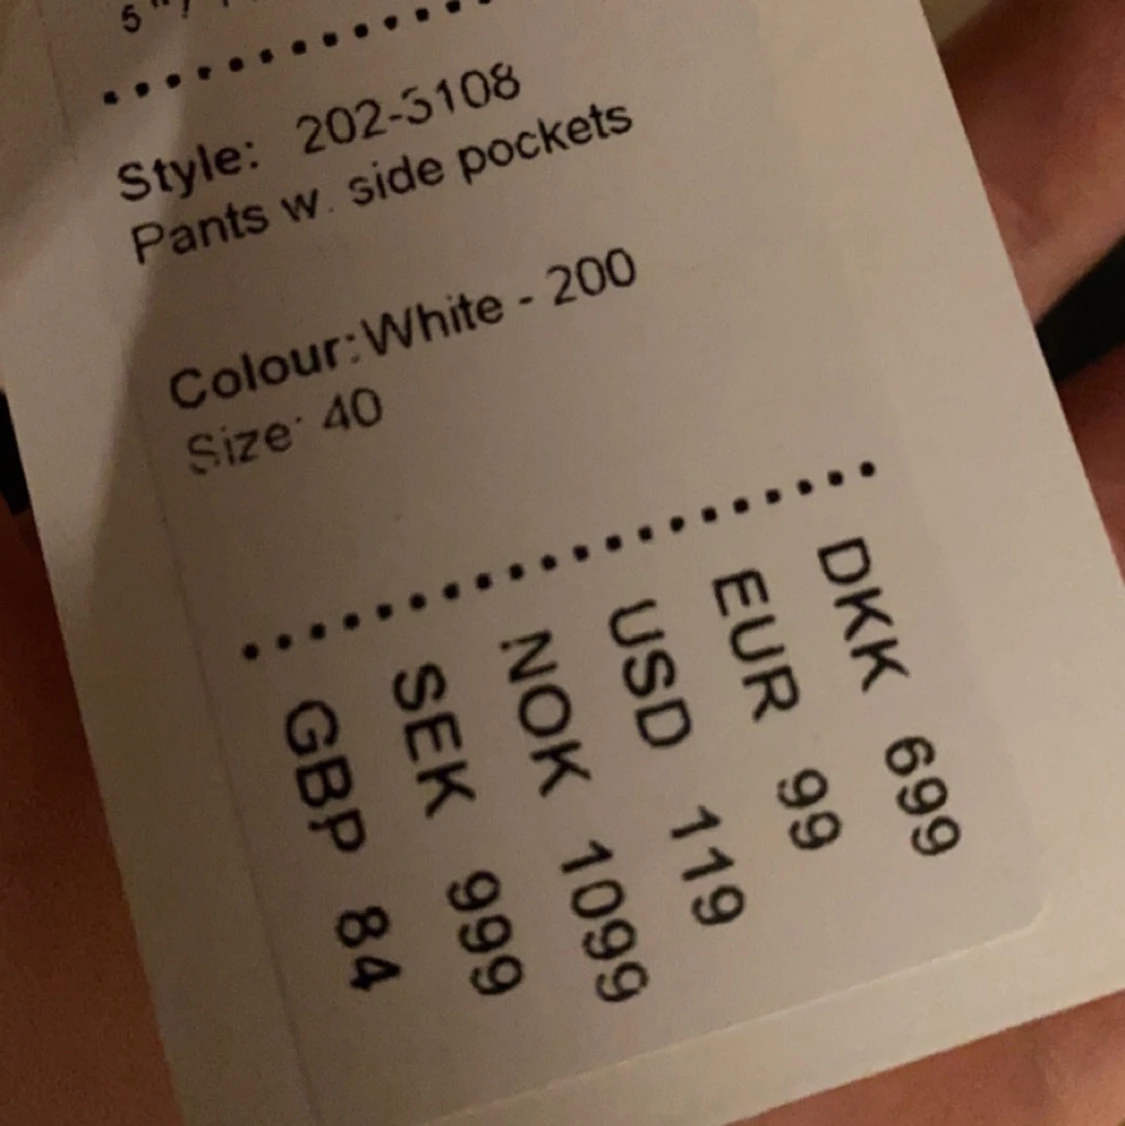 Style: 202-5108
Pants w. side pockets
Colour: White - 200
Size: 40
DKK 699
EUR 99
USD 119
NOK 1099
SEK 999
GBP 84